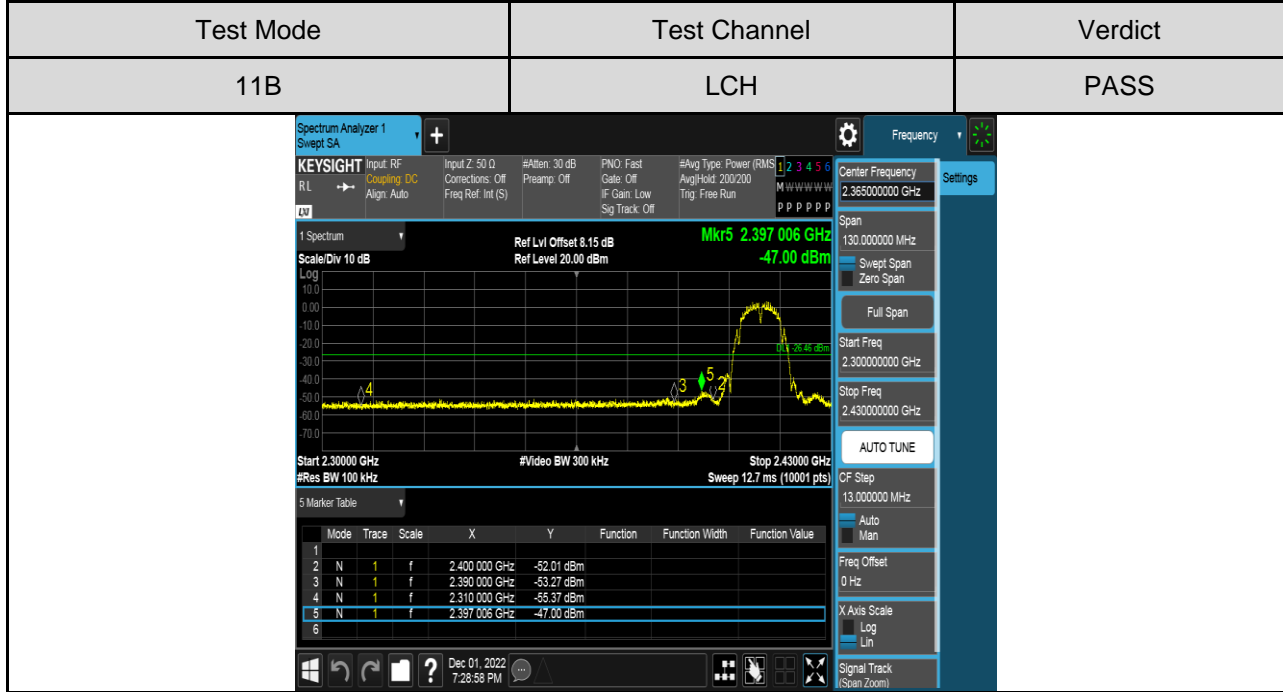 Test Mode Test Channel Verdict
11B LCH PASS
Spectrum Analyzer 1
Swept SA
+
Frequency
KEYSIGHT
RL
LXI
Input: RF
Coupling: DC
Align: Auto
Input Z: 50 Ω
Corrections: Off
Freq Ref: Int (S)
#Atten: 30 dB
Preamp: Off
PNO: Fast
Gate: Off
IF Gain: Low
Sig Track: Off
#Avg Type: Power (RMS
Avg|Hold: 200/200
Trig: Free Run
1 2 3 4 5 6
M W W W W W
P P P P P P
1 Spectrum
Scale/Div 10 dB
Ref Lvl Offset 8.15 dB
Ref Level 20.00 dBm
Mkr5 2.397 006 GHz
-47.00 dBm
Log
10.0
0.00
-10.0
-20.0
-30.0
-40.0
-50.0
-60.0
-70.0
DL1 -26.46 dBm
4
3
5
2
Start 2.30000 GHz #Video BW 300 kHz Stop 2.43000 GHz
#Res BW 100 kHz Sweep 12.7 ms (10001 pts)
5 Marker Table
Mode Trace Scale X Y Function Function Width Function Value
1
2 N 1 f 2.400 000 GHz -52.01 dBm
3 N 1 f 2.390 000 GHz -53.27 dBm
4 N 1 f 2.310 000 GHz -55.37 dBm
5 N 1 f 2.397 006 GHz -47.00 dBm
6
?
Dec 01, 2022
7:28:58 PM
Settings
Center Frequency
2.365000000 GHz
Span
130.000000 MHz
Swept Span
Zero Span
Full Span
Start Freq
2.300000000 GHz
Stop Freq
2.430000000 GHz
AUTO TUNE
CF Step
13.000000 MHz
Auto
Man
Freq Offset
0 Hz
X Axis Scale
Log
Lin
Signal Track
(Span Zoom)